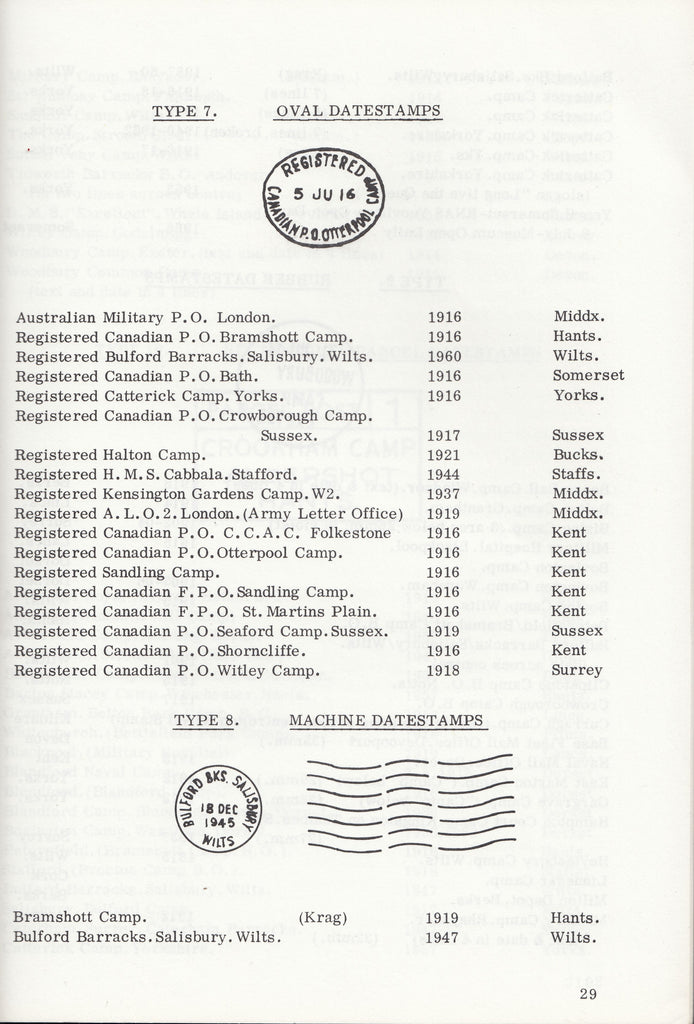 TYPE 7. OVAL DATESTAMPS
REGISTERED
5 JU 16
CANADIAN P.O. OTTERPOOL CAMP
Australian Military P.O. London. 1916 Middx.
Registered Canadian P.O. Bramshott Camp. 1916 Hants.
Registered Bulford Barracks. Salisbury. Wilts. 1960 Wilts.
Registered Canadian P.O. Bath. 1916 Somerset
Registered Catterick Camp. Yorks. 1916 Yorks.
Registered Canadian P.O. Crowborough Camp.
Sussex. 1917 Sussex
Registered Halton Camp. 1921 Bucks.
Registered H.M.S. Cabbala. Stafford. 1944 Staffs.
Registered Kensington Gardens Camp. W2. 1937 Middx.
Registered A.L.O.2. London. (Army Letter Office) 1919 Middx.
Registered Canadian P.O. C.C.A.C. Folkestone 1916 Kent
Registered Canadian P.O. Otterpool Camp. 1916 Kent
Registered Sandling Camp. 1916 Kent
Registered Canadian F.P.O. Sandling Camp. 1916 Kent
Registered Canadian F.P.O. St. Martins Plain. 1916 Kent
Registered Canadian P.O. Seaford Camp. Sussex. 1919 Sussex
Registered Canadian P.O. Shorncliffe. 1916 Kent
Registered Canadian P.O. Witley Camp. 1918 Surrey
TYPE 8. MACHINE DATESTAMPS
BULFORD BKS. SALISBURY
18 DEC
1945
WILTS
Bramshott Camp. (Krag) 1919 Hants.
Bulford Barracks. Salisbury. Wilts. 1947 Wilts.
29